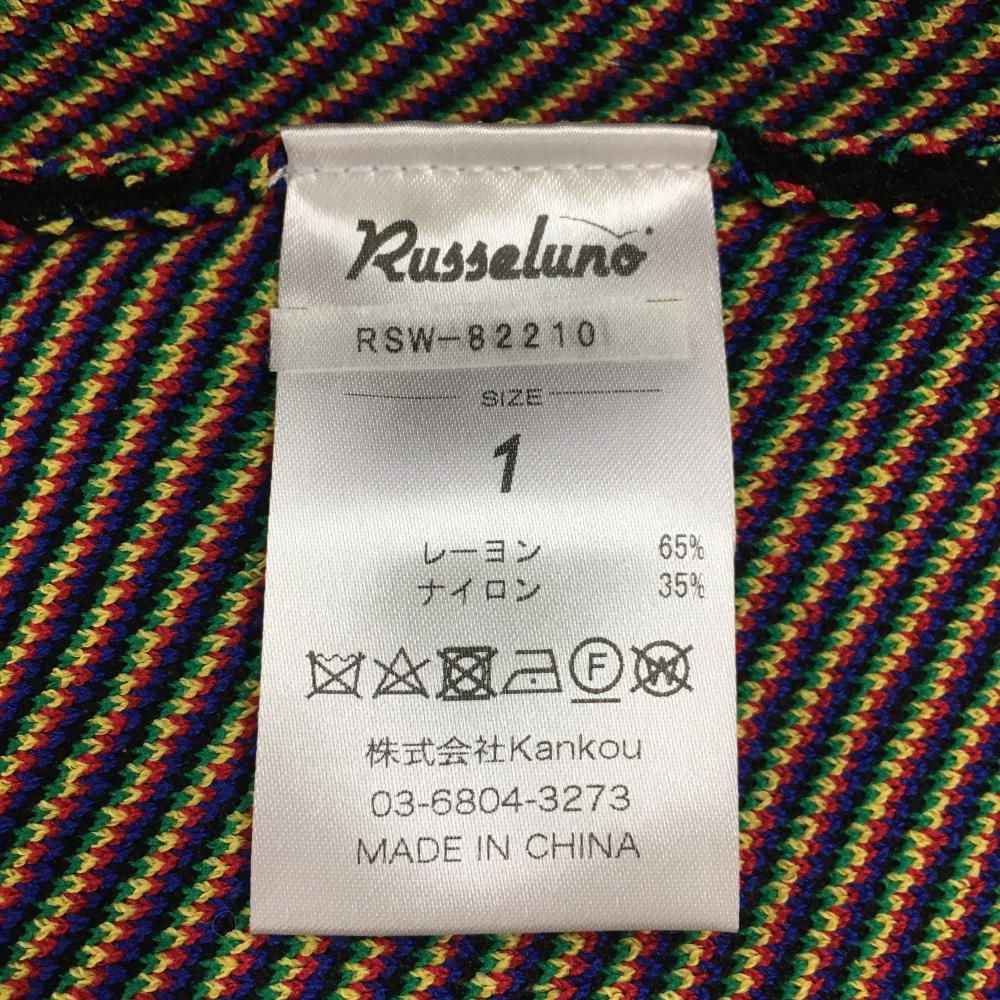 Russeluno
RSW-82210
SIZE
1
レーヨン 65%
ナイロン 35%
F W
株式会社Kankou
03-6804-3273
MADE IN CHINA